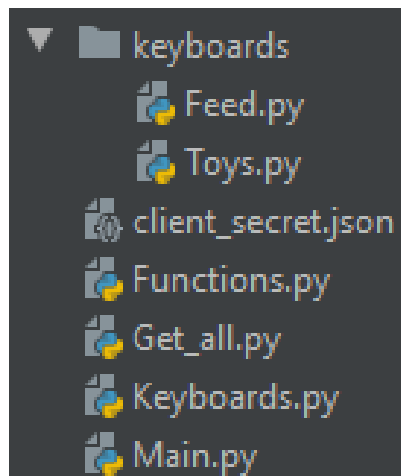 keyboards
Feed.py
Toys.py
client_secret.json
Functions.py
Get_all.py
Keyboards.py
Main.py